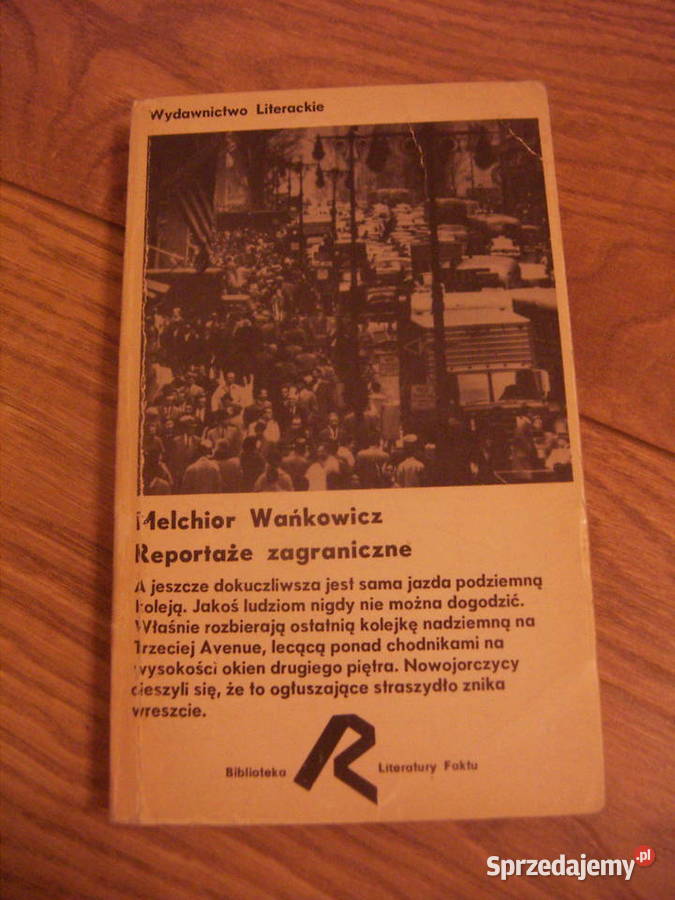 Wydawnictwo Literackie
Melchior Wańkowicz
Reportaże zagraniczne
A jeszcze dokuczliwsza jest sama jazda podziemną
koleją. Jakoś ludziom nigdy nie można dogodzić.
Właśnie rozbierają ostatnią kolejkę nadziemną na
Trzeciej Avenue, lecącą ponad chodnikami na
wysokości okien drugiego piętra. Nowojorczycy
cieszyli się, że to ogłuszające straszydło znika
wreszcie.
Biblioteka R Literatury Faktu
Sprzedajemy.pl